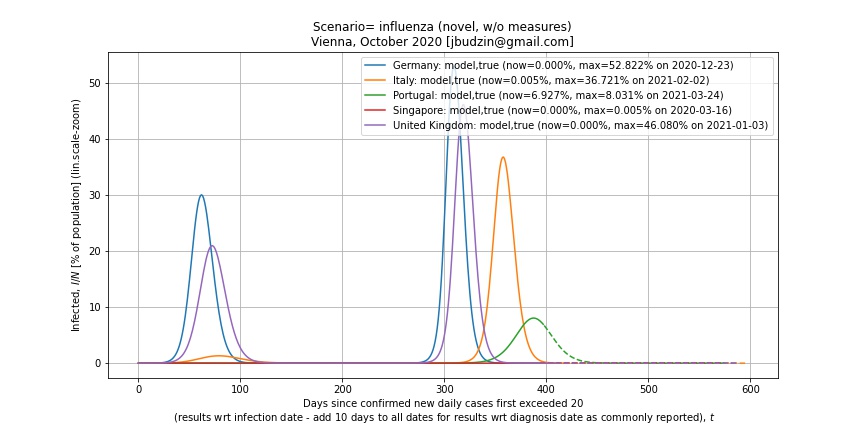 Scenario= influenza (novel, w/o measures)
Vienna, October 2020 [jbudzin@gmail.com]
Germany: model,true (now=0.000%, max=52.822% on 2020-12-23)
Italy: model,true (now=0.005%, max=36.721% on 2021-02-02)
Portugal: model,true (now=6.927%, max=8.031% on 2021-03-24)
Singapore: model,true (now=0.000%, max=0.005% on 2020-03-16)
United Kingdom: model,true (now=0.000%, max=46.080% on 2021-01-03)
Infected, I/N [% of population] (lin.scale-zoom)
50
40
30
20
10
0
0 100 200 300 400 500 600
Days since confirmed new daily cases first exceeded 20
(results wrt infection date - add 10 days to all dates for results wrt diagnosis date as commonly reported), t